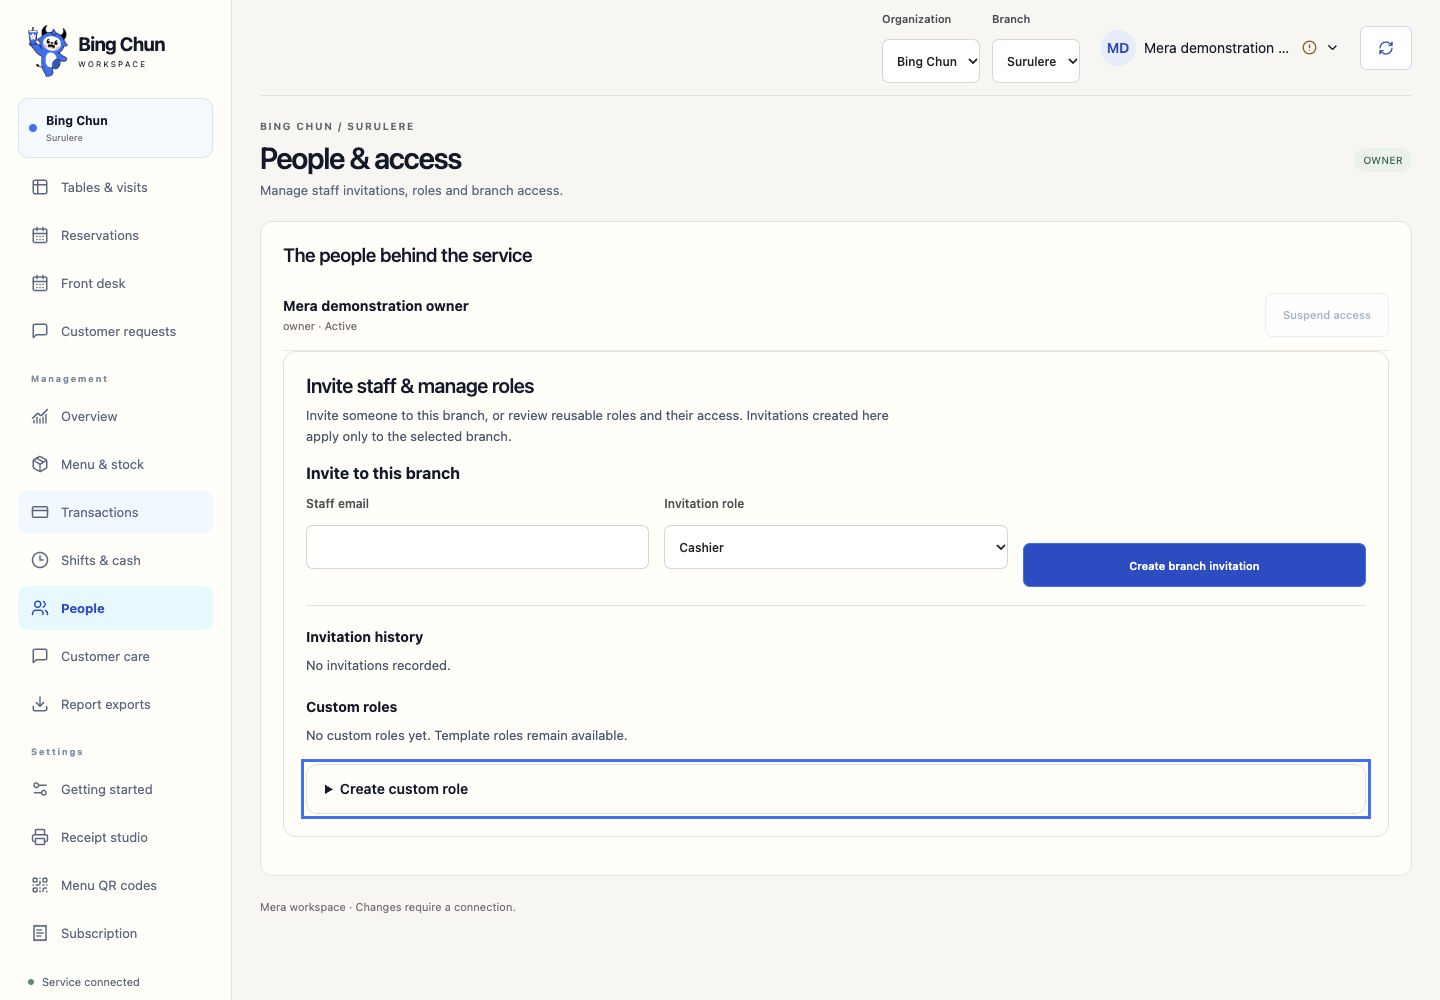 Bing Chun
WORKSPACE
Bing Chun
Surulere
Tables & visits
Reservations
Front desk
Customer requests
Management
Overview
Menu & stock
Transactions
Shifts & cash
People
Customer care
Report exports
Settings
Getting started
Receipt studio
Menu QR codes
Subscription
Service connected
Organization
Branch
Bing Chun
Surulere
MD
Mera demonstration ...
BING CHUN / SURULERE
People & access
OWNER
Manage staff invitations, roles and branch access.
The people behind the service
Mera demonstration owner
owner · Active
Suspend access
Invite staff & manage roles
Invite someone to this branch, or review reusable roles and their access. Invitations created here
apply only to the selected branch.
Invite to this branch
Staff email
Invitation role
Cashier
Create branch invitation
Invitation history
No invitations recorded.
Custom roles
No custom roles yet. Template roles remain available.
Create custom role
Mera workspace · Changes require a connection.